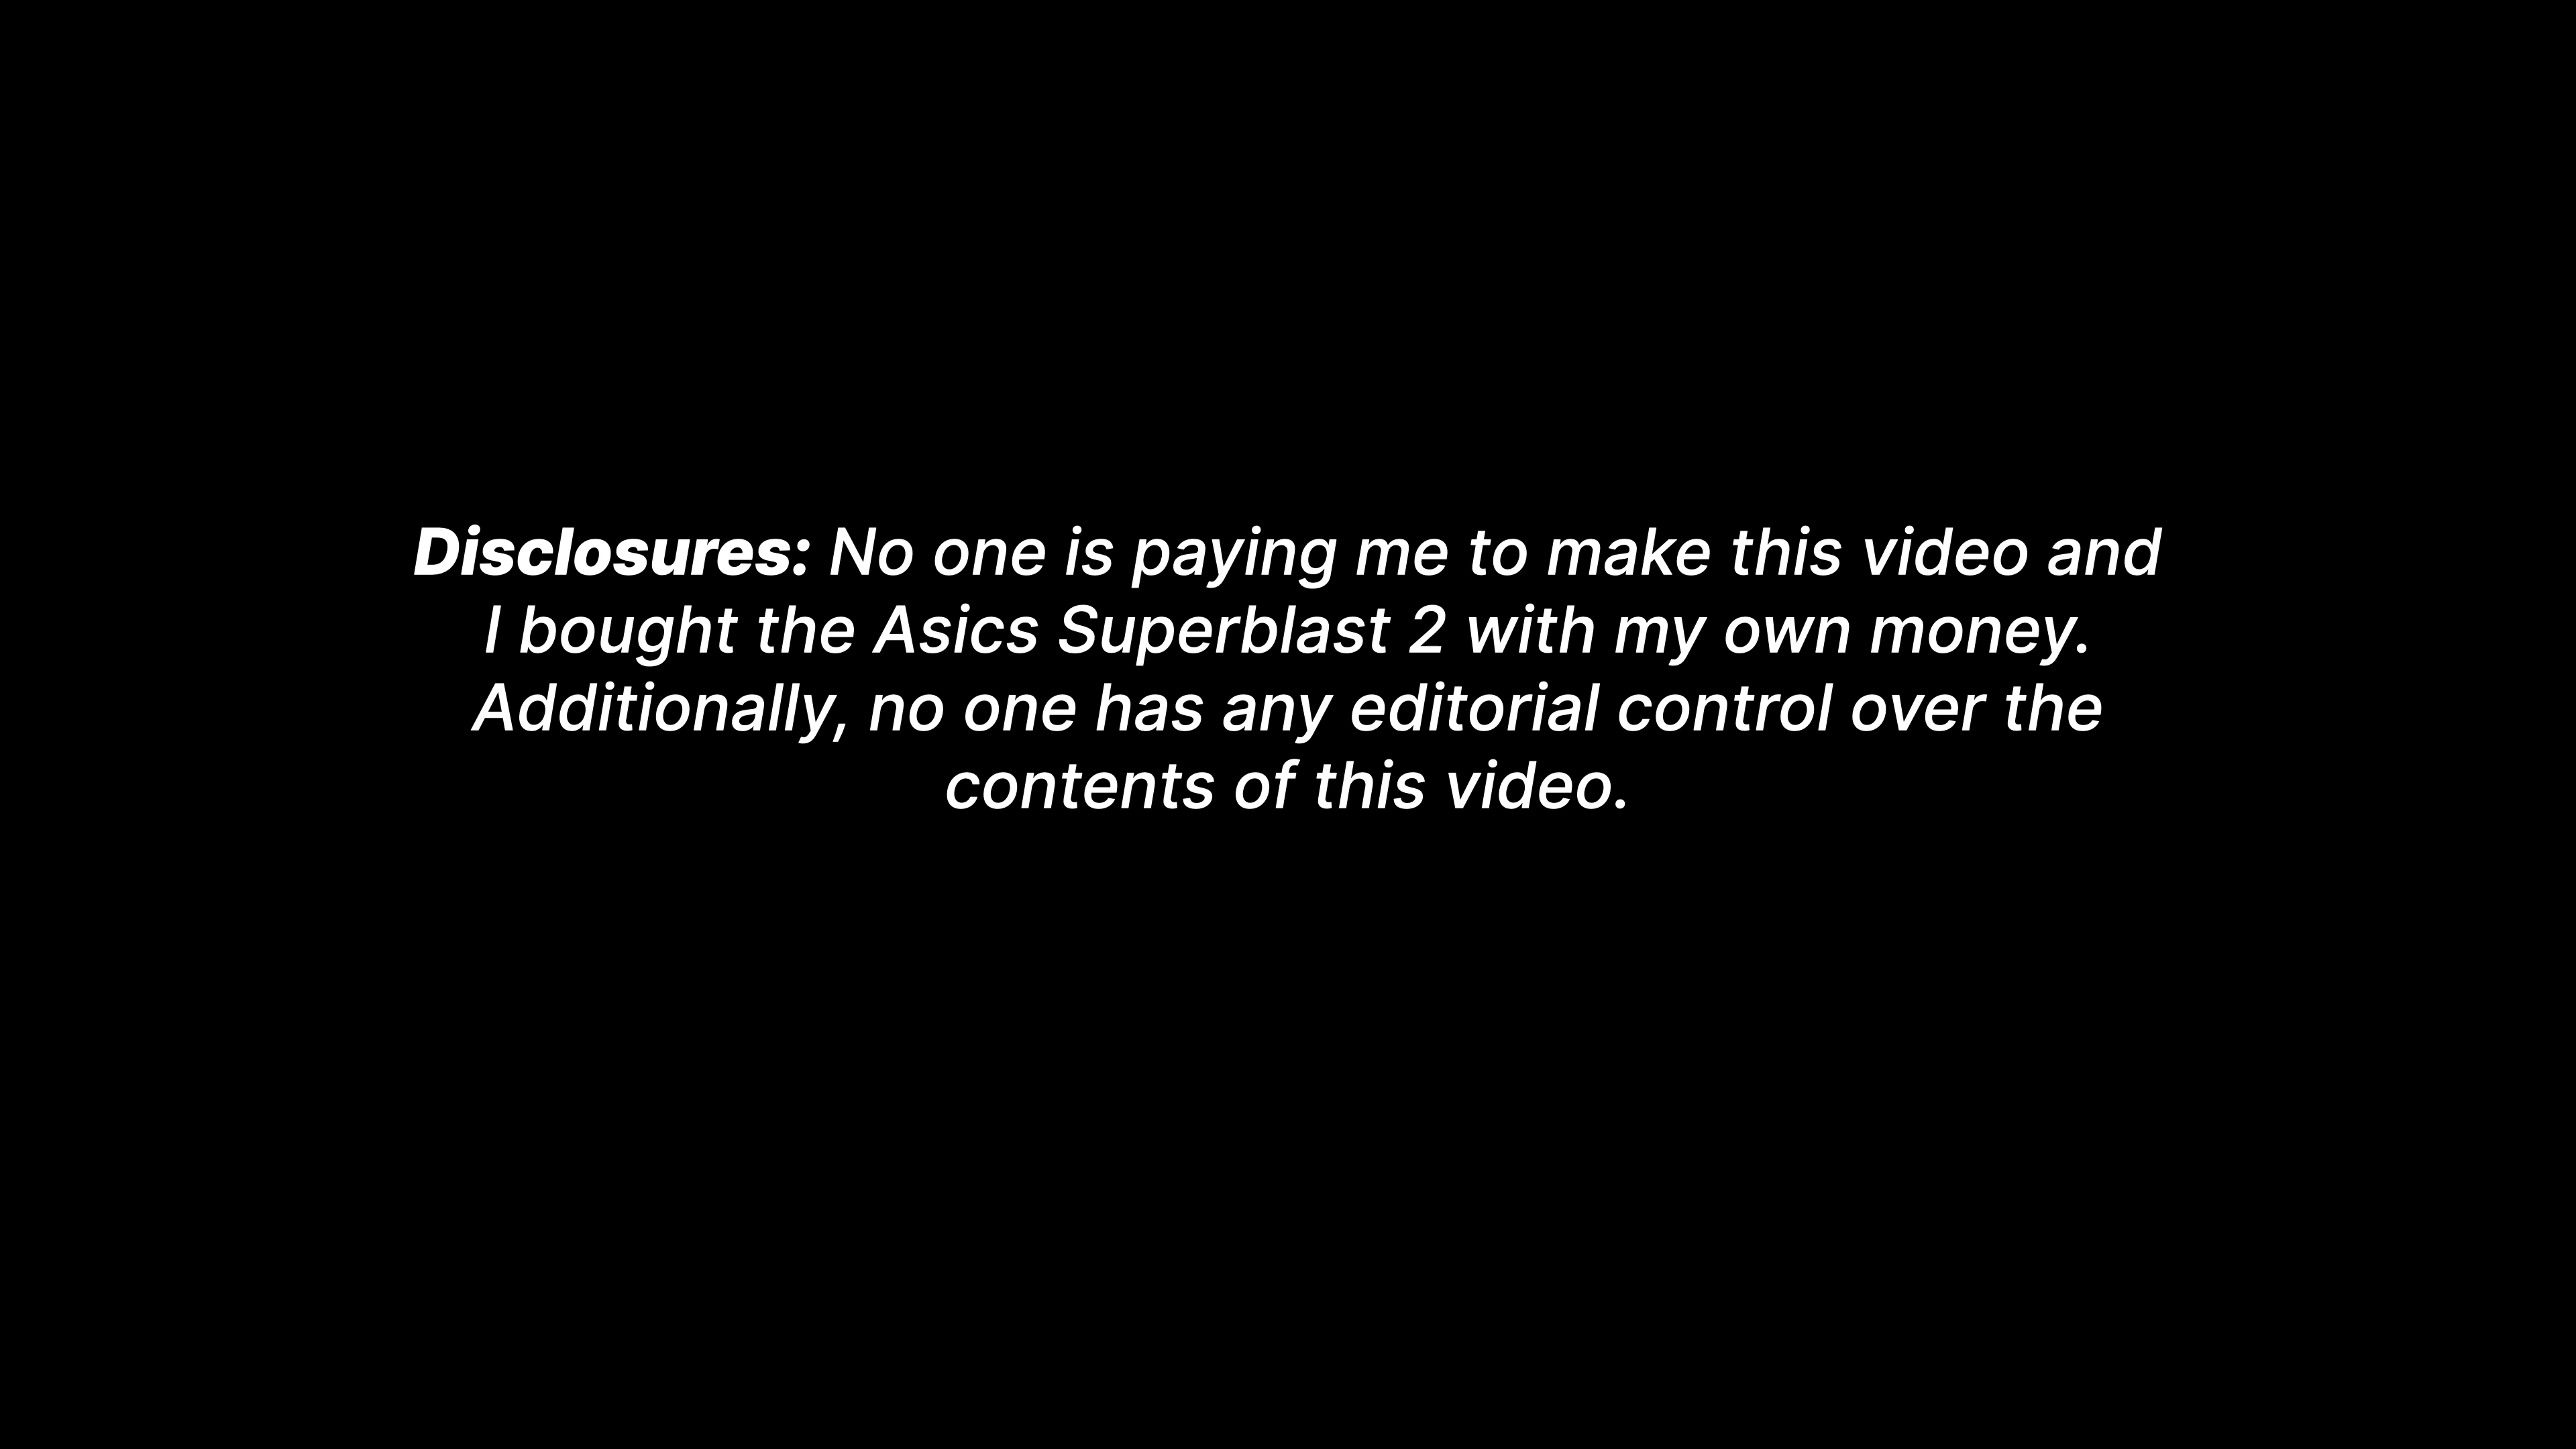 Disclosures: No one is paying me to make this video and
I bought the Asics Superblast 2 with my own money.
Additionally, no one has any editorial control over the
contents of this video.